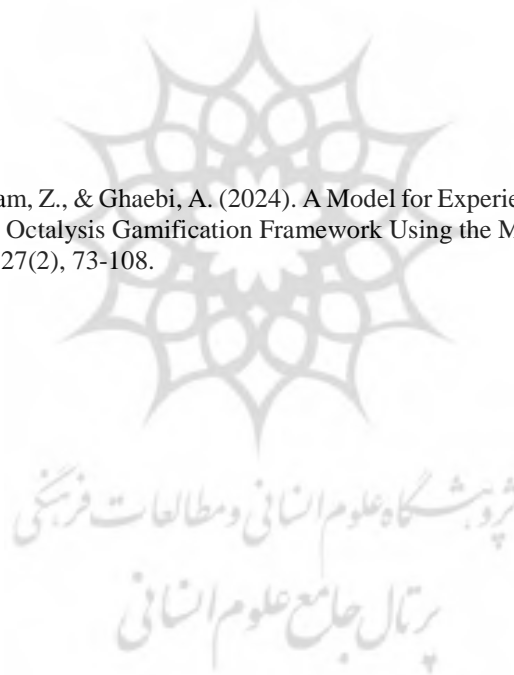 am, Z., & Ghaebi, A. (2024). A Model for Experie
Octalysis Gamification Framework Using the M
27(2), 73-108.
پژوهشگاه علوم انسانی و مطالعات فرهنگی
پرتال جامع علوم انسانی